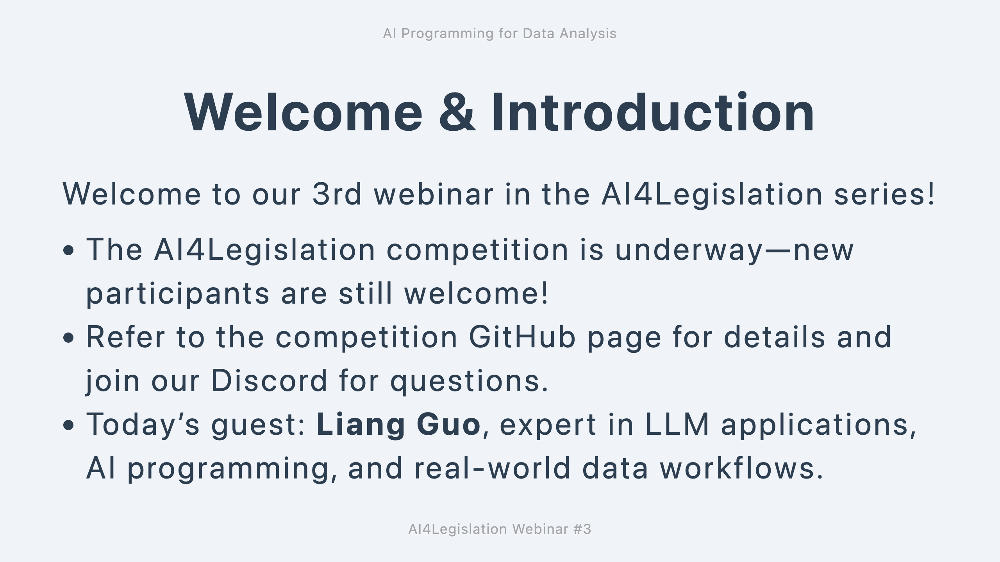 AI Programming for Data Analysis
Welcome & Introduction
Welcome to our 3rd webinar in the AI4Legislation series!
• The AI4Legislation competition is underway—new
participants are still welcome!
• Refer to the competition GitHub page for details and
join our Discord for questions.
• Today’s guest: Liang Guo, expert in LLM applications,
AI programming, and real-world data workflows.
AI4Legislation Webinar #3